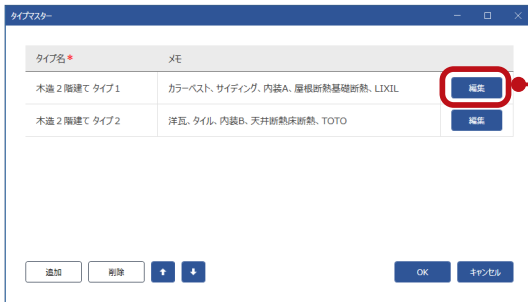 タイプマスター
タイプ名* メモ
木造2階建て タイプ1 カラーベスト、サイディング、内装A、屋根断熱基礎断熱、LIXIL 編集
木造2階建て タイプ2 洋瓦、タイル、内装B、天井断熱床断熱、TOTO 編集
追加 削除 OK キャンセル